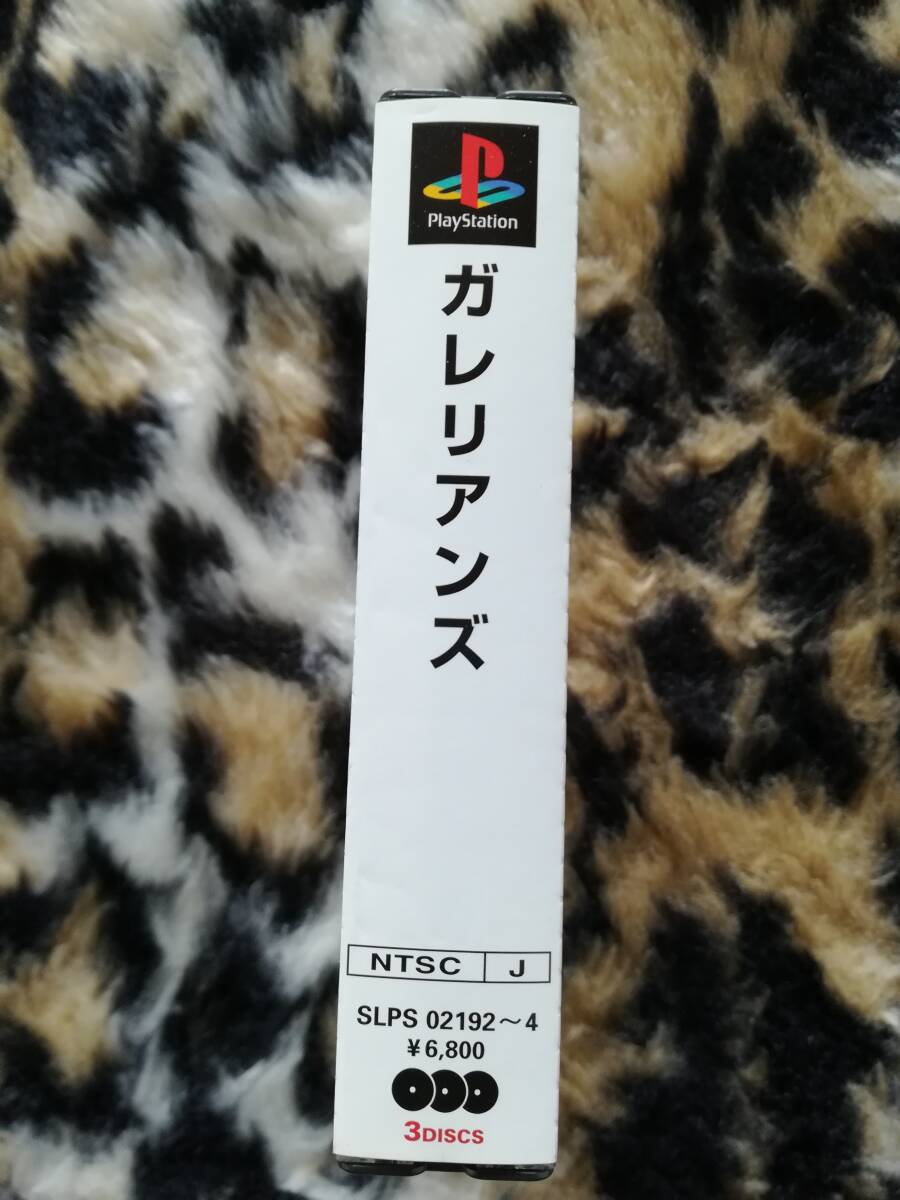 PlayStation
ガレリアンズ
NTSC J
SLPS 02192～4
¥6,800
3DISCS